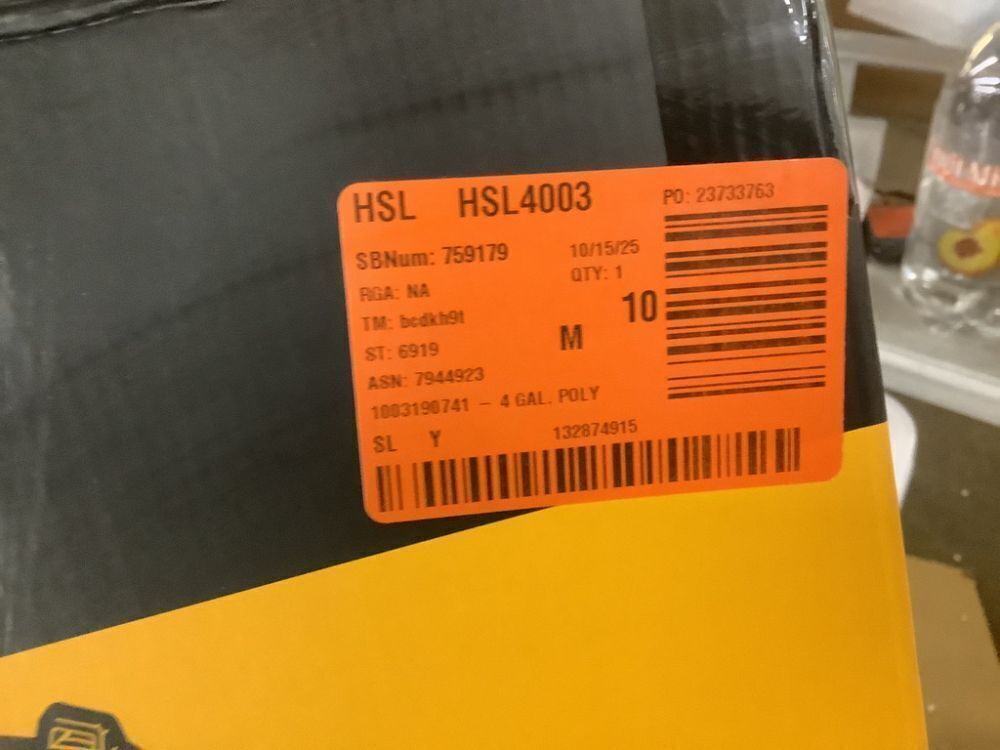 HSL HSL4003
PO: 23733763
SBNum: 759179
10/15/25
QTY: 1
RGA: NA
10
TM: bcdkh9t
M
ST: 6919
ASN: 7944923
1003190741 - 4 GAL. POLY
SL Y
132874915